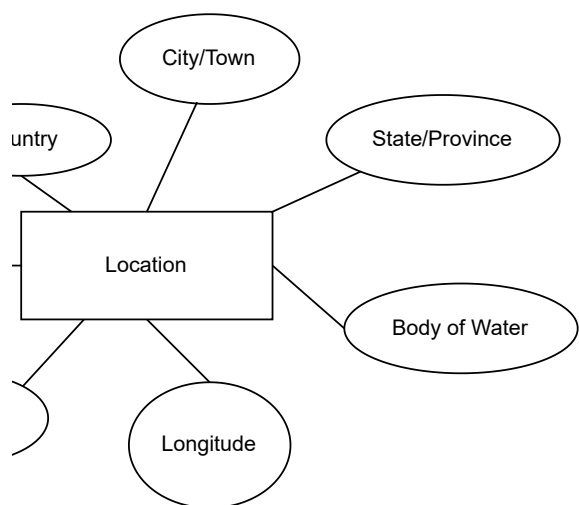 City/Town
untry
State/Province
Location
Body of Water
Longitude